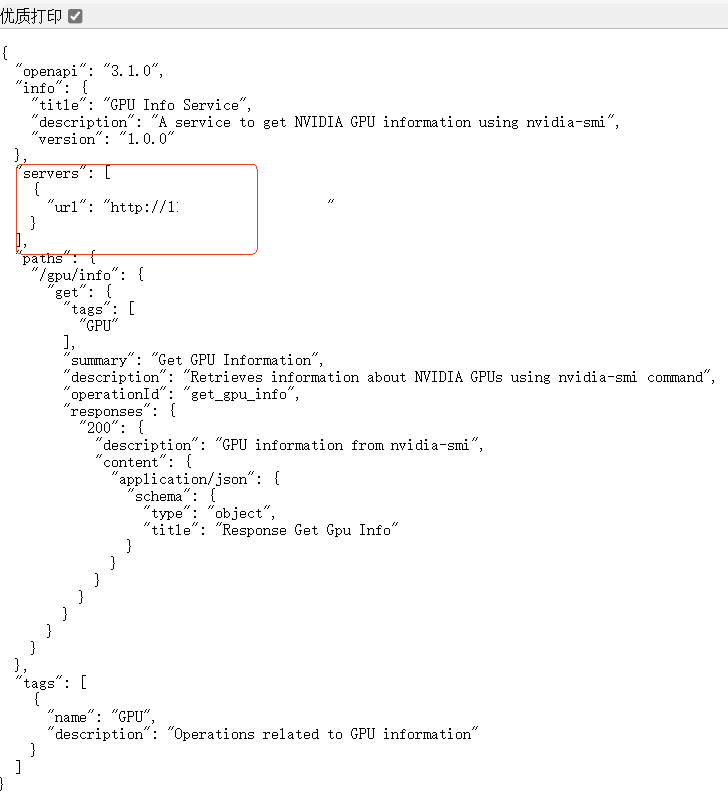 优质打印
{
"openapi": "3.1.0",
"info": {
"title": "GPU Info Service",
"description": "A service to get NVIDIA GPU information using nvidia-smi",
"version": "1.0.0"
},
"servers": [
{
"url": "http://1 "
}
],
"paths": {
"/gpu/info": {
"get": {
"tags": [
"GPU"
],
"summary": "Get GPU Information",
"description": "Retrieves information about NVIDIA GPUs using nvidia-smi command",
"operationId": "get_gpu_info",
"responses": {
"200": {
"description": "GPU information from nvidia-smi",
"content": {
"application/json": {
"schema": {
"type": "object",
"title": "Response Get Gpu Info"
}
}
}
}
}
}
}
},
"tags": [
{
"name": "GPU",
"description": "Operations related to GPU information"
}
]
}